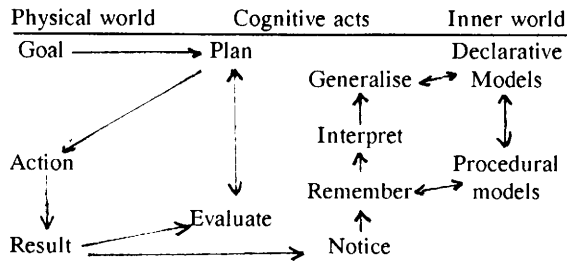 Physical world Cognitive acts Inner world
Goal Plan Declarative
Generalise Models
Interpret
Action Procedural
Remember models
Evaluate
Result Notice